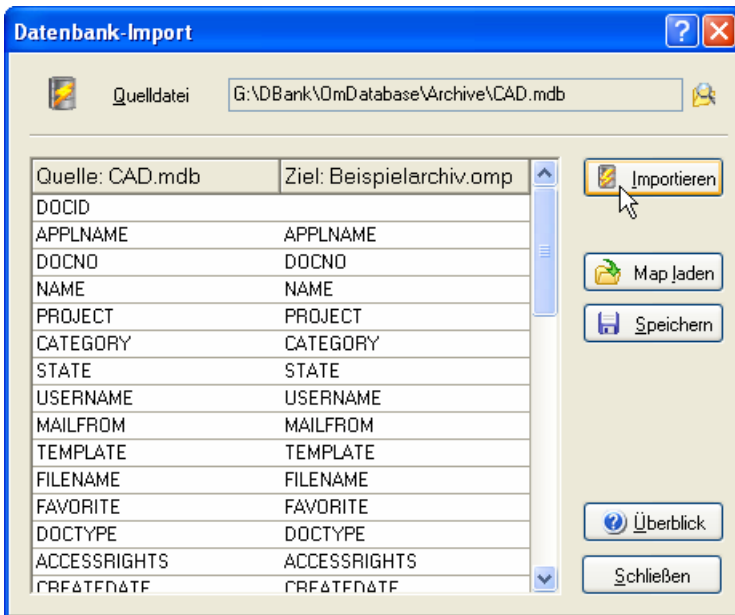 Datenbank-Import
Quelldatei G:\DBank\OmDatabase\Archive\CAD.mdb
Quelle: CAD.mdb Ziel: Beispielarchiv.omp
DOCID
APPLNAME APPLNAME
DOCNO DOCNO
NAME NAME
PROJECT PROJECT
CATEGORY CATEGORY
STATE STATE
USERNAME USERNAME
MAILFROM MAILFROM
TEMPLATE TEMPLATE
FILENAME FILENAME
FAVORITE FAVORITE
DOCTYPE DOCTYPE
ACCESSRIGHTS ACCESSRIGHTS
CREATEDATE CREATEDATE
Importieren
Map laden
Speichern
Überblick
Schließen